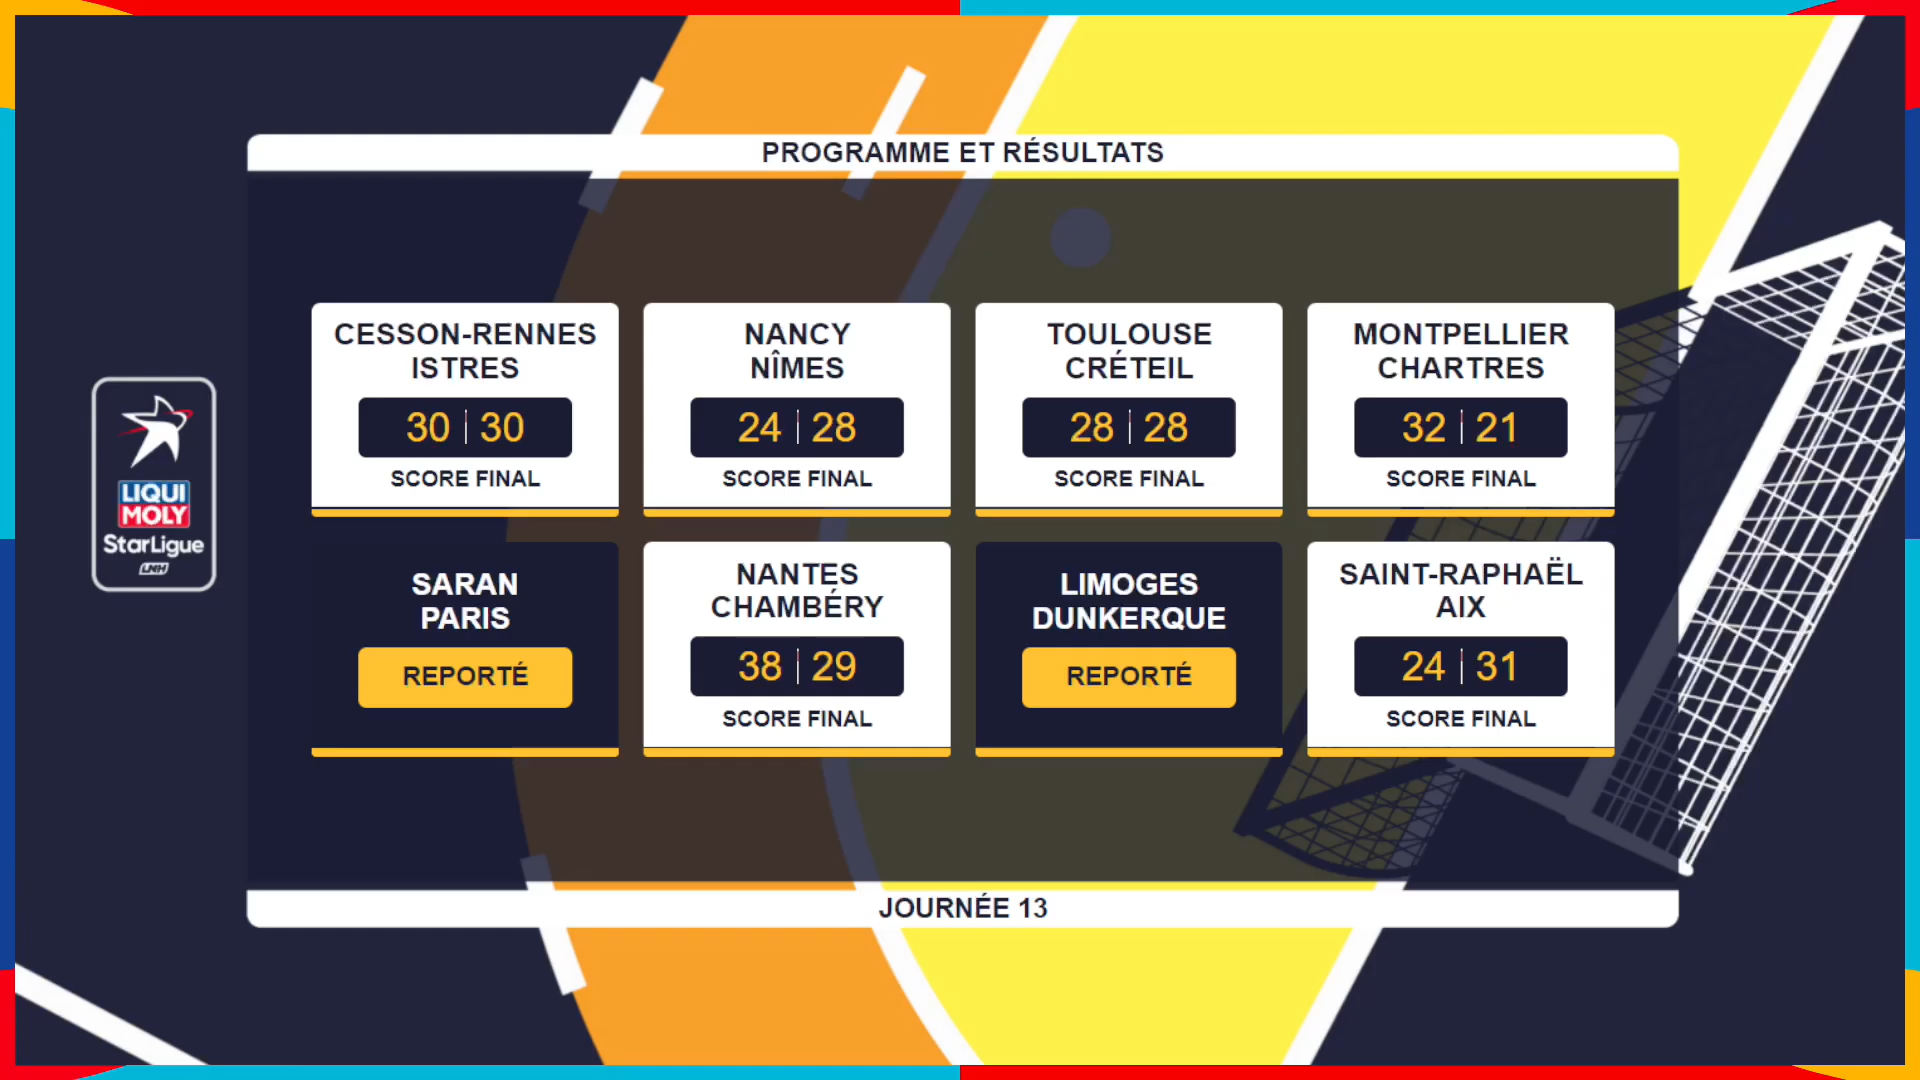 PROGRAMME ET RÉSULTATS
CESSON-RENNES
ISTRES
30 | 30
SCORE FINAL
NANCY
NÎMES
24 | 28
SCORE FINAL
TOULOUSE
CRÉTEIL
28 | 28
SCORE FINAL
MONTPELLIER
CHARTRES
32 | 21
SCORE FINAL
LIQUI
MOLY
StarLigue
LNH
SARAN
PARIS
REPORTÉ
NANTES
CHAMBÉRY
38 | 29
SCORE FINAL
LIMOGES
DUNKERQUE
REPORTÉ
SAINT-RAPHAËL
AIX
24 | 31
SCORE FINAL
JOURNÉE 13